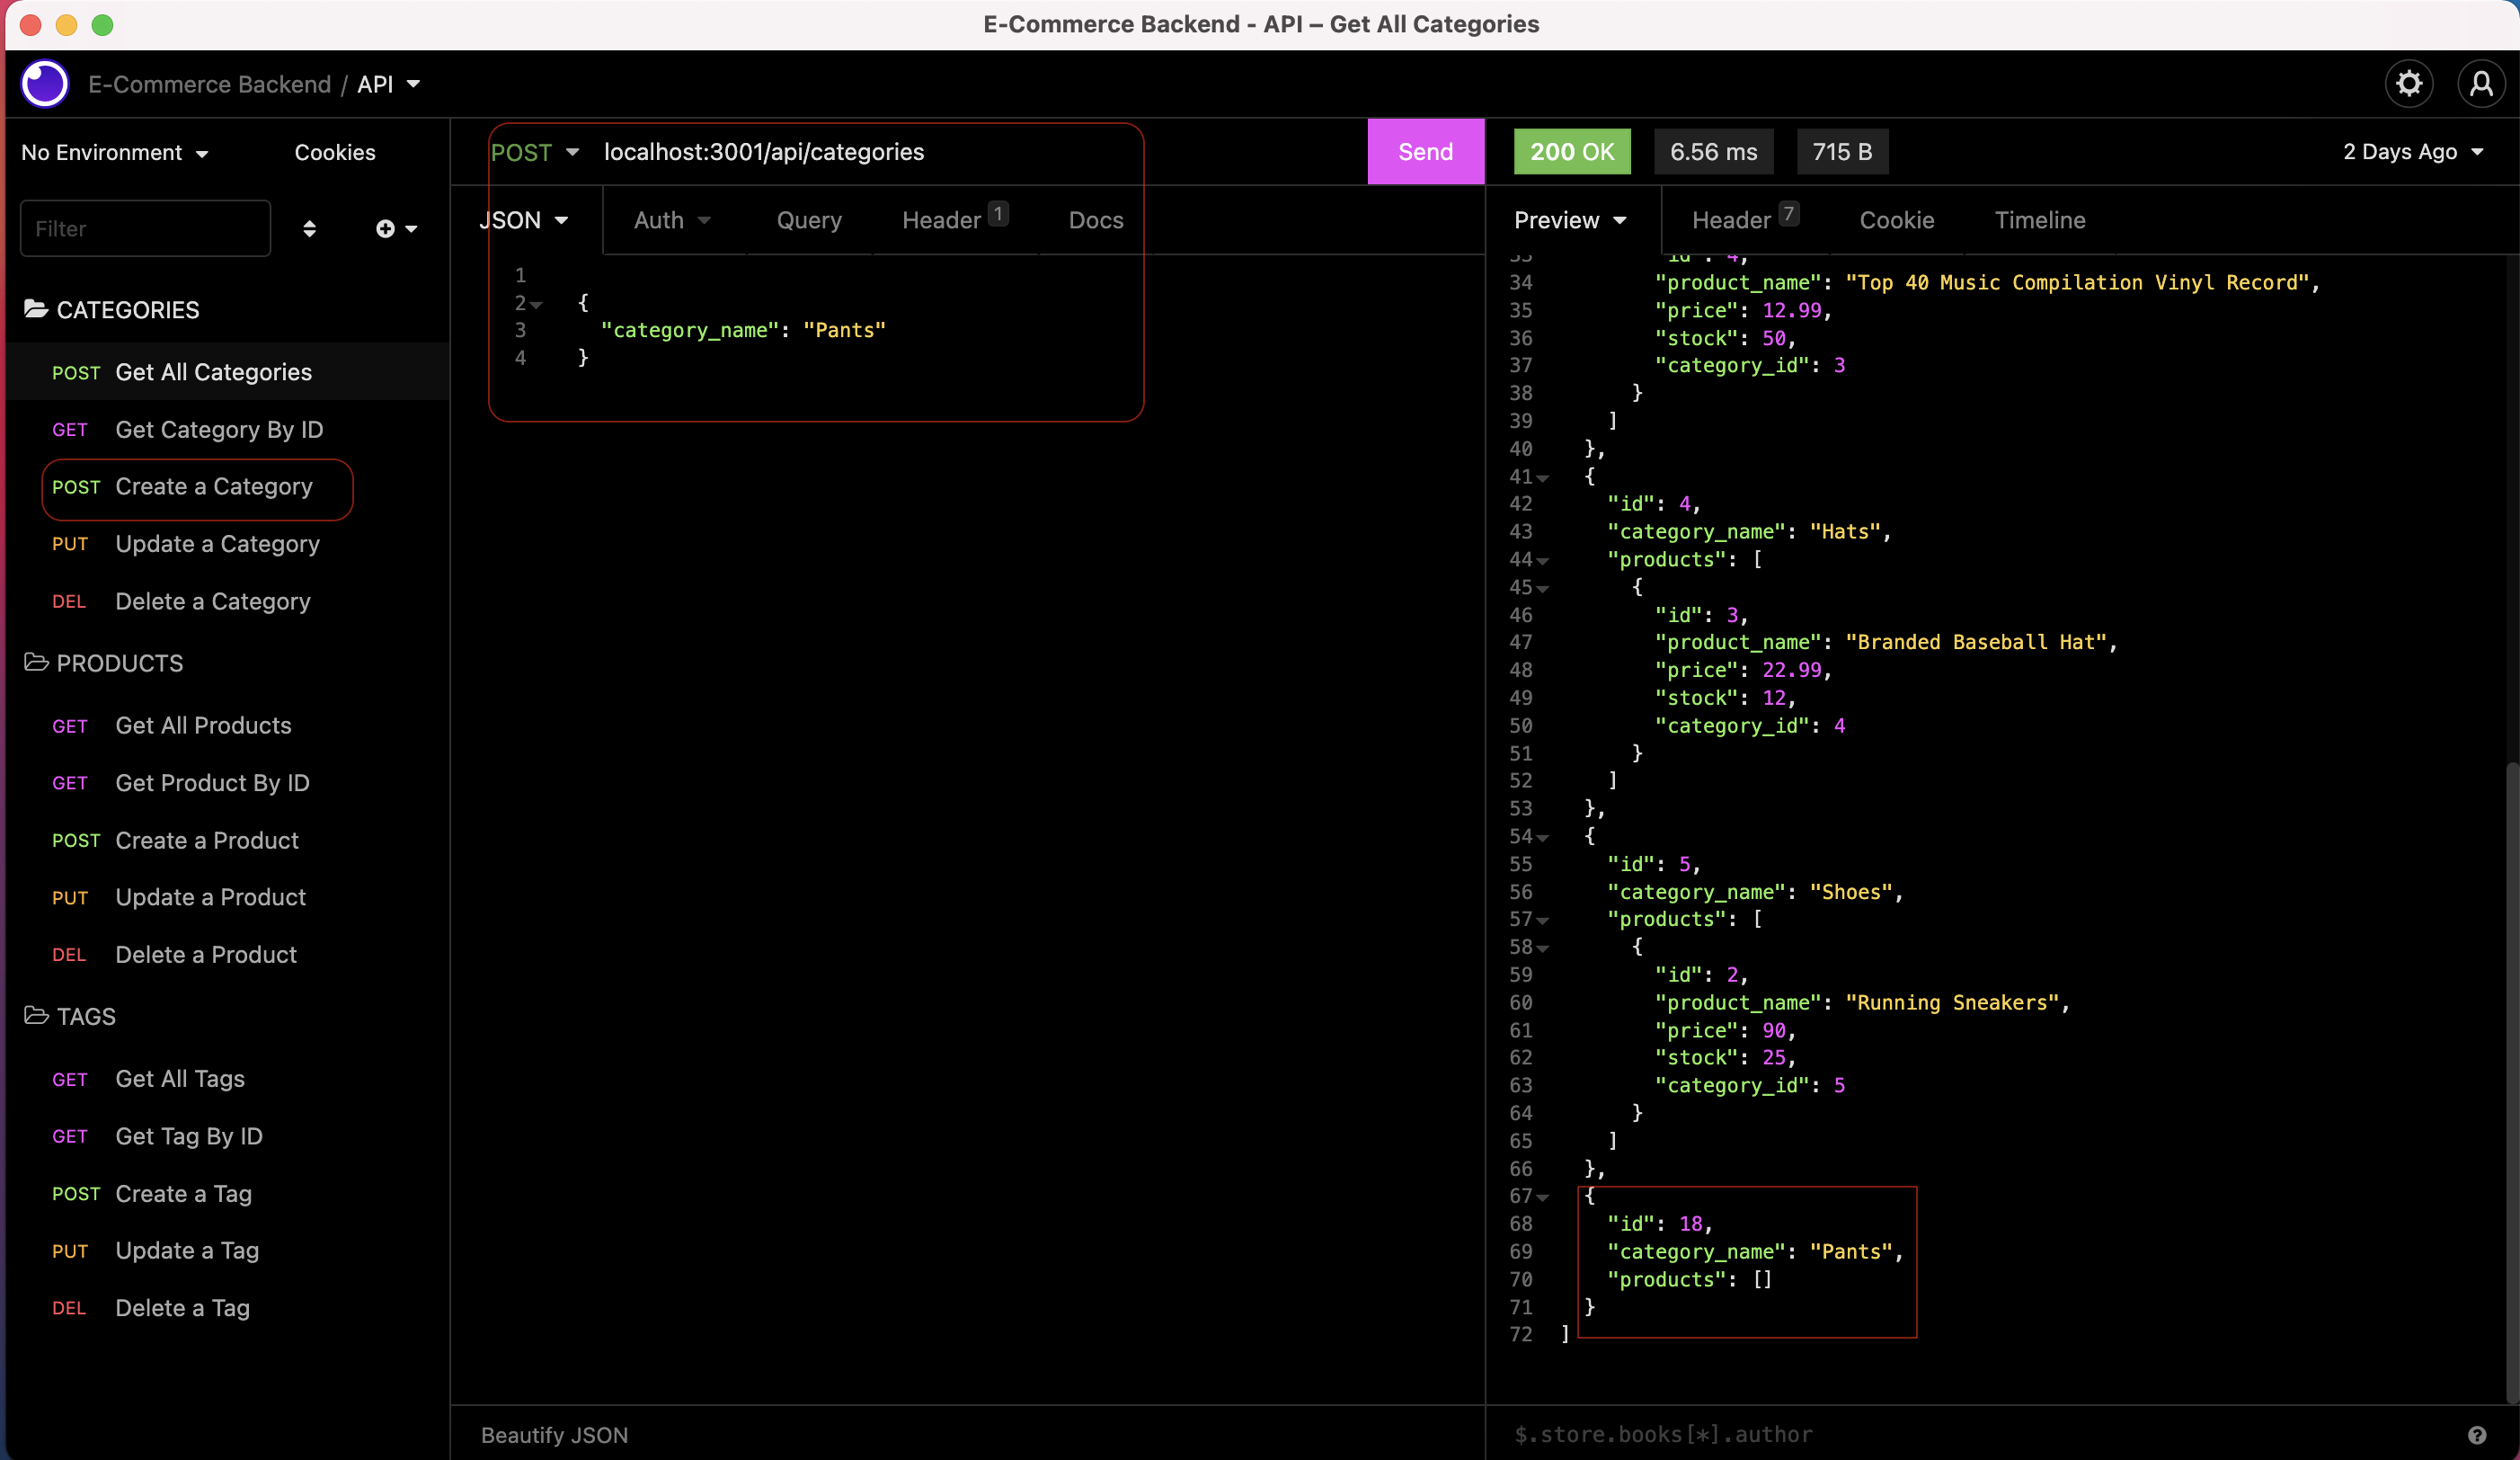 E-Commerce Backend - API – Get All Categories
E-Commerce Backend / API
No Environment
Cookies
Filter
CATEGORIES
POST Get All Categories
GET Get Category By ID
POST Create a Category
PUT Update a Category
DEL Delete a Category
PRODUCTS
GET Get All Products
GET Get Product By ID
POST Create a Product
PUT Update a Product
DEL Delete a Product
TAGS
GET Get All Tags
GET Get Tag By ID
POST Create a Tag
PUT Update a Tag
DEL Delete a Tag
POST localhost:3001/api/categories
Send
JSON Auth Query Header 1 Docs
1
2 {
3 "category_name": "Pants"
4 }
Beautify JSON
200 OK 6.56 ms 715 B
2 Days Ago
Preview Header 7 Cookie Timeline
33 "id": 4,
34 "product_name": "Top 40 Music Compilation Vinyl Record",
35 "price": 12.99,
36 "stock": 50,
37 "category_id": 3
38 }
39 ]
40 },
41 {
42 "id": 4,
43 "category_name": "Hats",
44 "products": [
45 {
46 "id": 3,
47 "product_name": "Branded Baseball Hat",
48 "price": 22.99,
49 "stock": 12,
50 "category_id": 4
51 }
52 ]
53 },
54 {
55 "id": 5,
56 "category_name": "Shoes",
57 "products": [
58 {
59 "id": 2,
60 "product_name": "Running Sneakers",
61 "price": 90,
62 "stock": 25,
63 "category_id": 5
64 }
65 ]
66 },
67 {
68 "id": 18,
69 "category_name": "Pants",
70 "products": []
71 }
72 ]
$.store.books[*].author